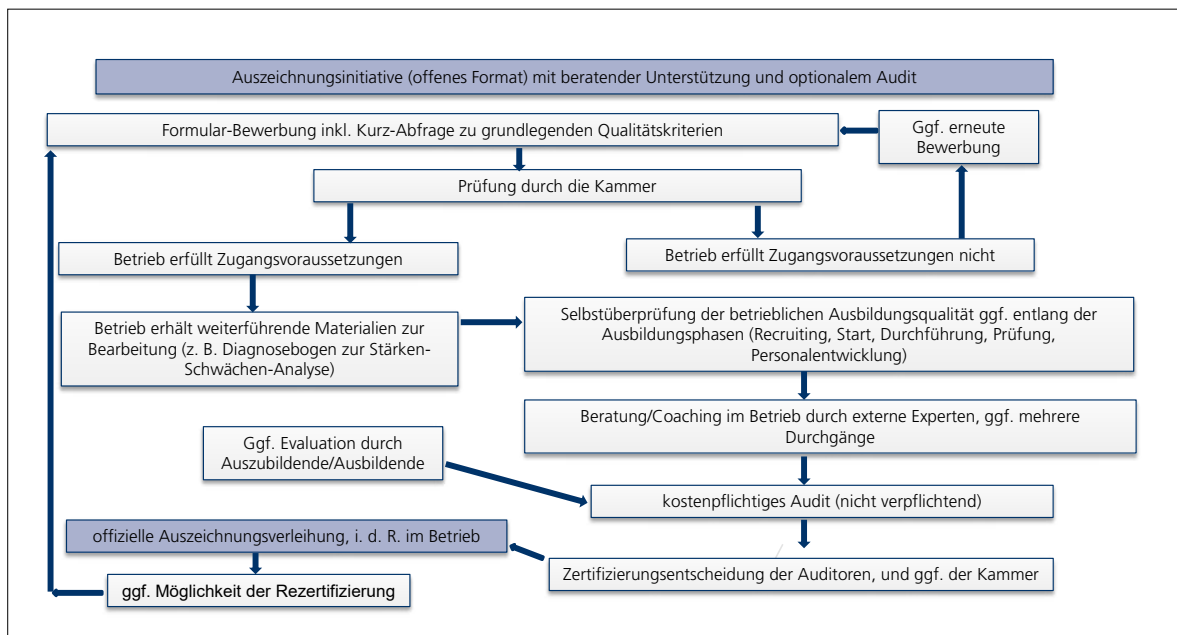 Auszeichnungsinitiative (offenes Format) mit beratender Unterstützung und optionalem Audit
Formular-Bewerbung inkl. Kurz-Abfrage zu grundlegenden Qualitätskriterien
Ggf. erneute
Bewerbung
Prüfung durch die Kammer
Betrieb erfüllt Zugangsvoraussetzungen
Betrieb erfüllt Zugangsvoraussetzungen nicht
Betrieb erhält weiterführende Materialien zur
Bearbeitung (z. B. Diagnosebogen zur Stärken-
Schwächen-Analyse)
Selbstüberprüfung der betrieblichen Ausbildungsqualität ggf. entlang der
Ausbildungsphasen (Recruiting, Start, Durchführung, Prüfung,
Personalentwicklung)
Beratung/Coaching im Betrieb durch externe Experten, ggf. mehrere
Durchgänge
Ggf. Evaluation durch
Auszubildende/Ausbildende
kostenpflichtiges Audit (nicht verpflichtend)
offizielle Auszeichnungsverleihung, i. d. R. im Betrieb
Zertifizierungsentscheidung der Auditoren, und ggf. der Kammer
ggf. Möglichkeit der Rezertifizierung